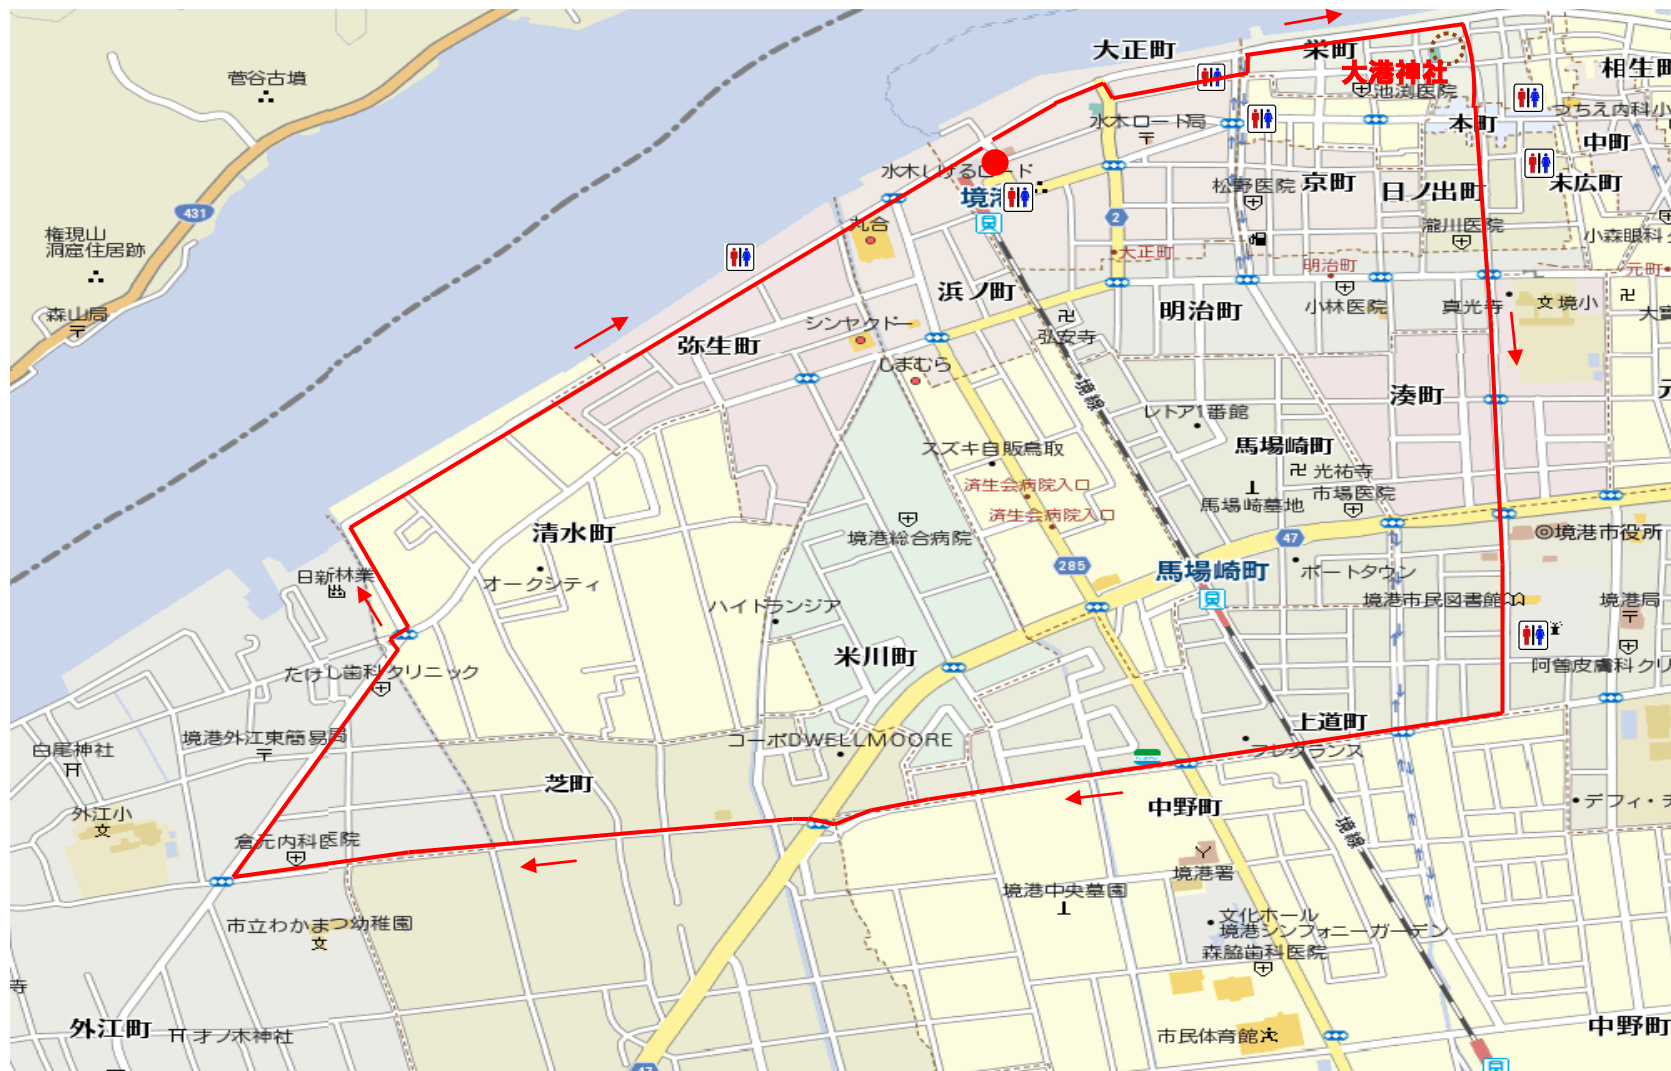 大正町
栄町
大港神社
相生町
菅谷古墳
池渕医院
つちえ内科小
水木ロード局
本町
中町
水木しげるロード
松野医院
京町
日ノ出町
末広町
境港
431
2
丸合
瀧川医院
小森眼科
権現山
洞窟住居跡
大正町
明治町
元町
浜ノ町
明治町
小林医院
真光寺
境小
森山局
シンヤクドー
弘安寺
弥生町
しまむら
境線
湊町
レトア1番館
スズキ自販鳥取
馬場崎町
光祐寺
済生会病院入口
市場医院
馬場崎墓地
済生会病院入口
清水町
境港総合病院
47
境港市役所
日新林業
オークシティ
285
馬場崎町
ポートタウン
ハイドランジア
境港市民図書館
境港局
米川町
たけし歯科クリニック
阿曽皮膚科クリ
上道町
境港外江東簡易局
白尾神社
コーポDWELLMOORE
フレグランス
芝町
中野町
デフィ・
外江小
境線
倉元内科医院
境港署
境港中央墓園
市立わかまつ幼稚園
文化ホール
境港シンフォニーガーデン
森脇歯科医院
寺
外江町
才ノ木神社
市民体育館
中野町
47